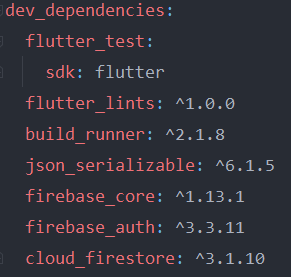 dev_dependencies:
flutter_test:
sdk: flutter
flutter_lints: ^1.0.0
build_runner: ^2.1.8
json_serializable: ^6.1.5
firebase_core: ^1.13.1
firebase_auth: ^3.3.11
cloud_firestore: ^3.1.10